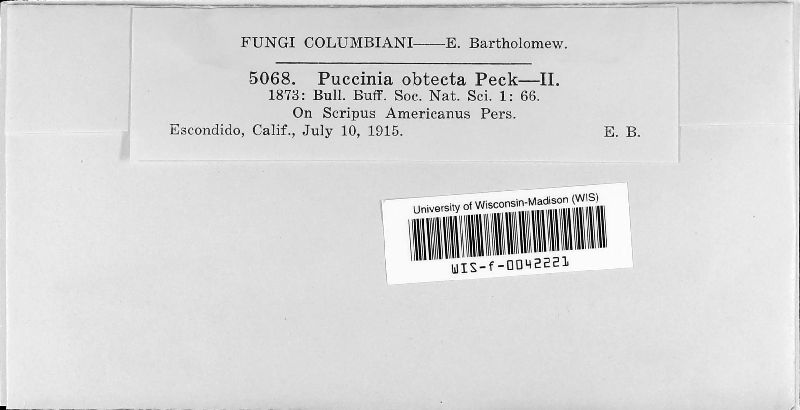 FUNGI COLUMBIANI——E. Bartholomew.
5068. Puccinia obtecta Peck—II.
1873: Bull. Buff. Soc. Nat. Sci. 1: 66.
On Scripus Americanus Pers.
Escondido, Calif., July 10, 1915. E. B.
University of Wisconsin-Madison (WIS)
WIS-f-0042221